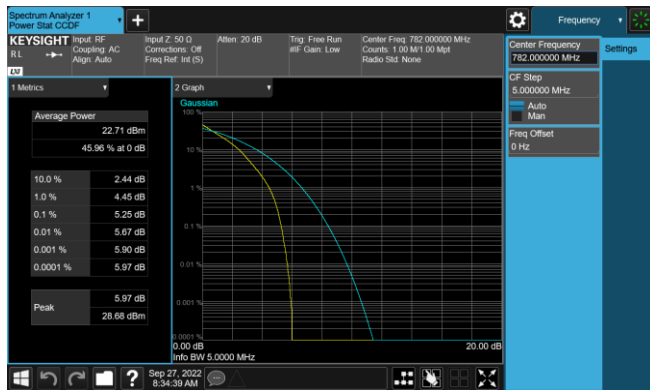 Spectrum Analyzer 1
Power Stat CCDF
Frequency
KEYSIGHT
RL
LXI
Input: RF
Coupling: AC
Align: Auto
Input Z: 50 Ω
Corrections: Off
Freq Ref: Int (S)
Atten: 20 dB
Trig: Free Run
#IF Gain: Low
Center Freq: 782.000000 MHz
Counts: 1.00 M/1.00 Mpt
Radio Std: None
Center Frequency
782.000000 MHz
Settings
CF Step
5.000000 MHz
Auto
Man
Freq Offset
0 Hz
1 Metrics
Average Power
22.71 dBm
45.96 % at 0 dB
10.0 % 2.44 dB
1.0 % 4.45 dB
0.1 % 5.25 dB
0.01 % 5.67 dB
0.001 % 5.90 dB
0.0001 % 5.97 dB
Peak
5.97 dB
28.68 dBm
2 Graph
Gaussian
100 %
10 %
1 %
0.1 %
0.01 %
0.001 %
0.0001 %
0.00 dB
20.00 dB
Info BW 5.0000 MHz
Sep 27, 2022
8:34:39 AM